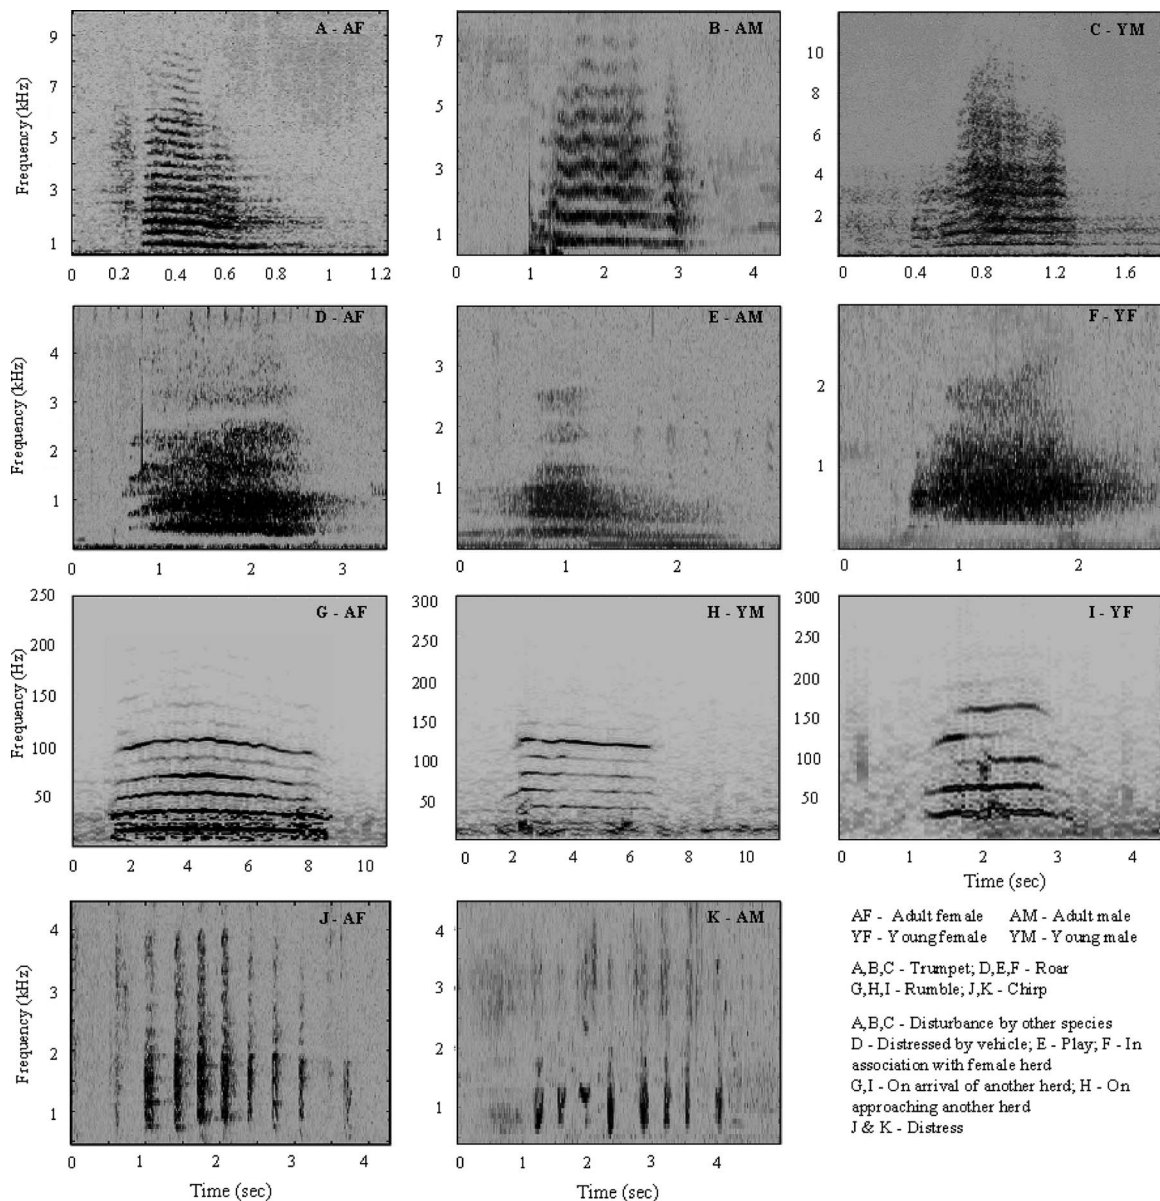 A - AF
B - AM
C - YM
Frequency (kHz)
9
7
5
3
1
7
5
3
1
10
8
6
4
2
0 0.2 0.4 0.6 0.8 1 1.2
0 1 2 3 4
0 0.4 0.8 1.2 1.6
D - AF
E - AM
F - YF
Frequency (kHz)
4
3
2
1
3
2
1
2
1
0 1 2 3
0 1 2
0 1 2
G - AF
H - YM
I - YF
Frequency (Hz)
250
200
150
100
50
300
250
200
150
100
50
300
250
200
150
100
50
0 2 4 6 8 10
0 2 4 6 8 10
0 1 2 3 4
Time (sec)
J - AF
K - AM
Frequency (kHz)
4
3
2
1
4
3
2
1
0 1 2 3 4
0 1 2 3 4
Time (sec)
Time (sec)
AF - Adult female AM - Adult male
YF - Young female YM - Young male
A,B,C - Trumpet; D,E,F - Roar
G,H,I - Rumble; J,K - Chirp
A,B,C - Disturbance by other species
D - Distressed by vehicle; E - Play; F - In
association with female herd
G,I - On arrival of another herd; H - On
approaching another herd
J & K - Distress